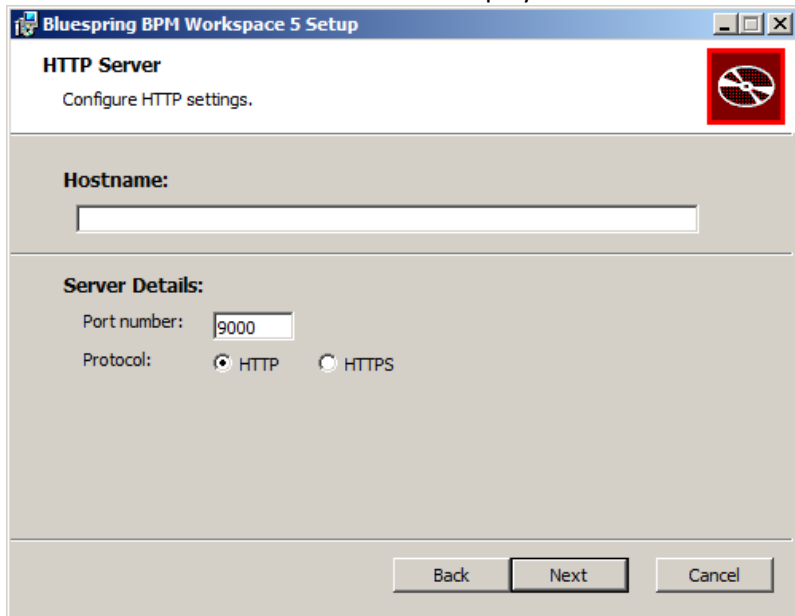 Bluespring BPM Workspace 5 Setup
HTTP Server
Configure HTTP settings.
Hostname:
Server Details:
Port number: 9000
Protocol: HTTP HTTPS
Back Next Cancel